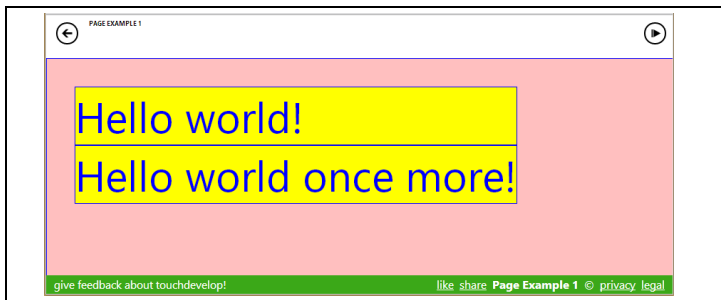 PAGE EXAMPLE 1
Hello world!
Hello world once more!
give feedback about touchdevelop! like share Page Example 1 © privacy legal